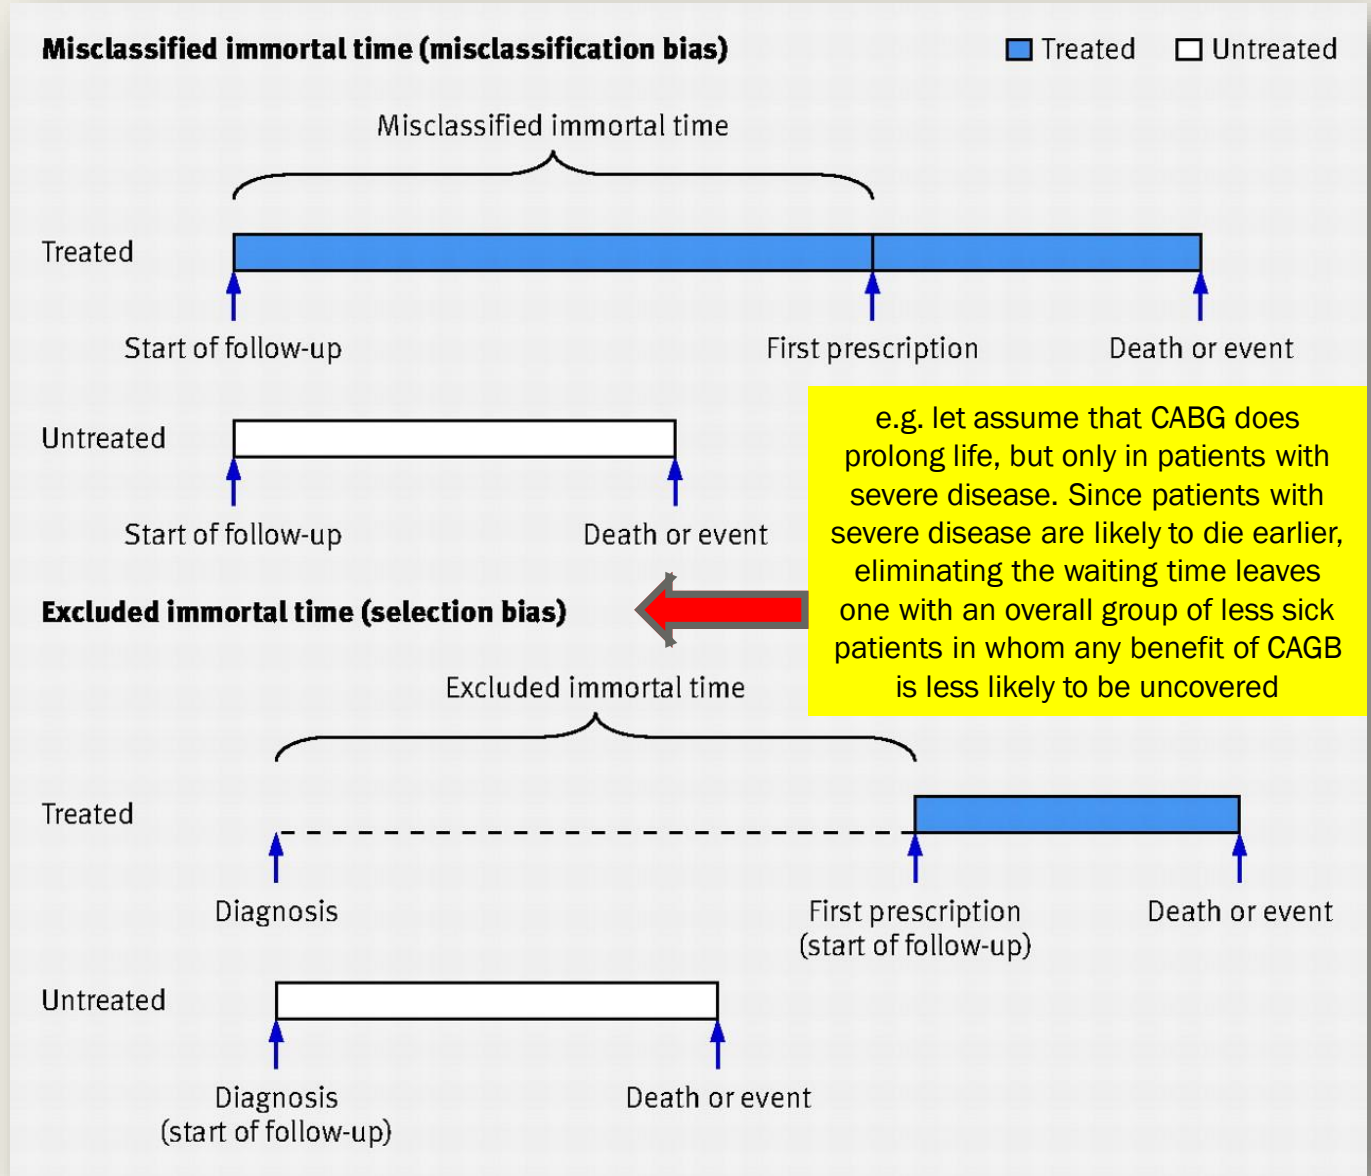 Misclassified immortal time (misclassification bias)
Treated
Untreated
Misclassified immortal time
Treated
Start of follow-up
First prescription
Death or event
Untreated
Start of follow-up
Death or event
e.g. let assume that CABG does
prolong life, but only in patients with
severe disease. Since patients with
severe disease are likely to die earlier,
eliminating the waiting time leaves
one with an overall group of less sick
patients in whom any benefit of CAGB
is less likely to be uncovered
Excluded immortal time (selection bias)
Excluded immortal time
Treated
Diagnosis
First prescription
(start of follow-up)
Death or event
Untreated
Diagnosis
(start of follow-up)
Death or event